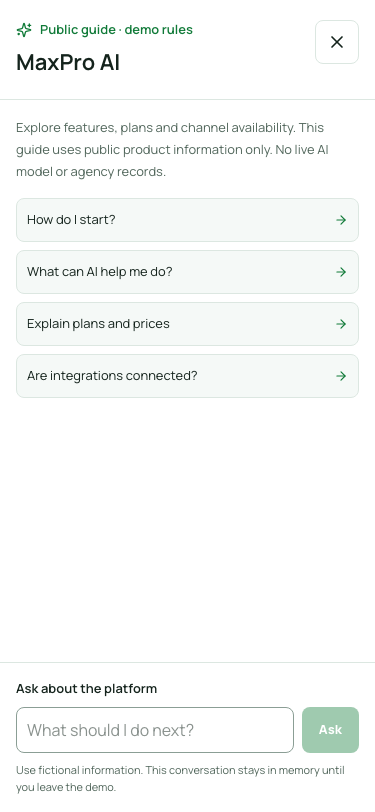 Public guide · demo rules
MaxPro AI
Explore features, plans and channel availability. This
guide uses public product information only. No live AI
model or agency records.
How do I start?
What can AI help me do?
Explain plans and prices
Are integrations connected?
Ask about the platform
What should I do next?
Ask
Use fictional information. This conversation stays in memory until
you leave the demo.